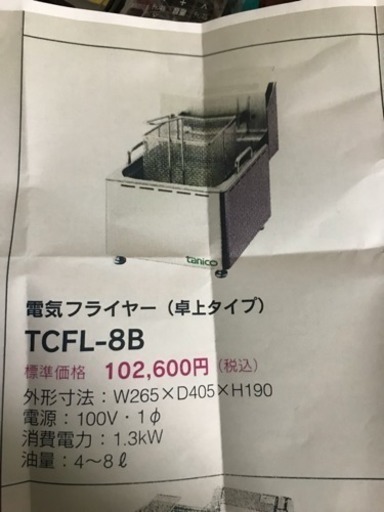 tanico
電気フライヤー（卓上タイプ）
TCFL-8B
標準価格 102,600円（税込）
外形寸法：W265×D405×H190
電源：100V・1φ
消費電力：1.3kW
油量：4〜8ℓ